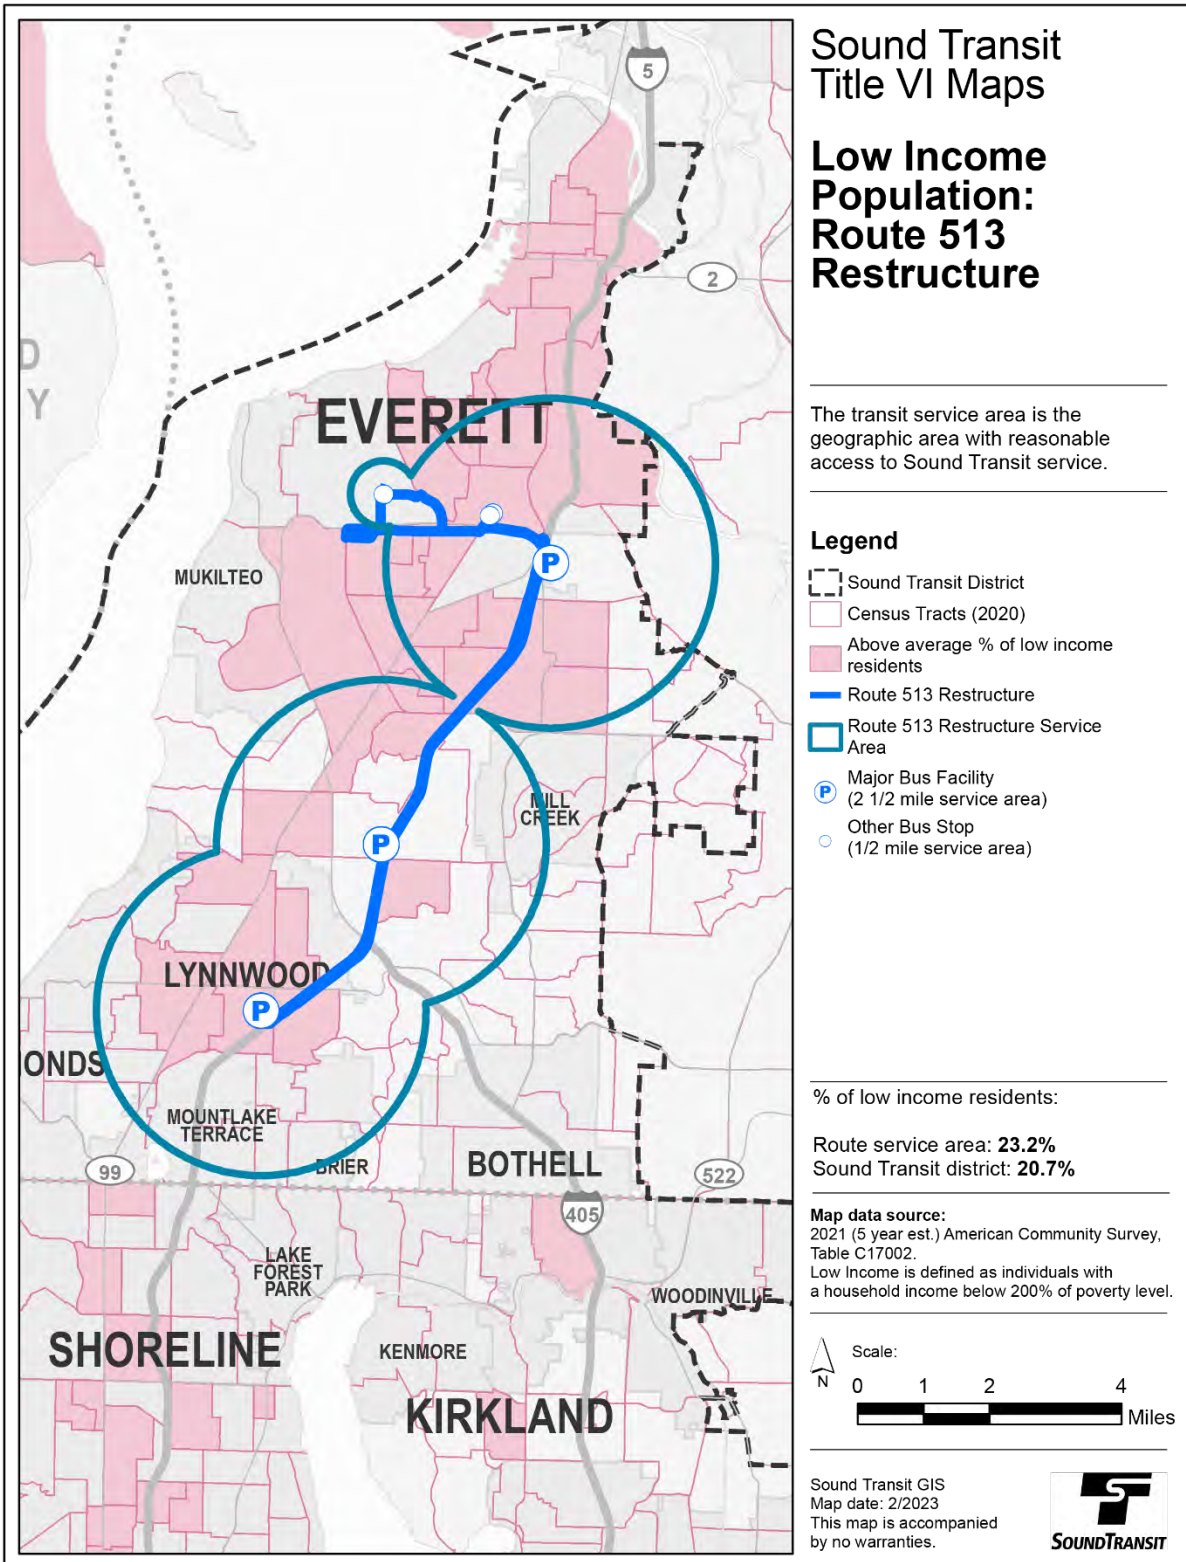 Sound Transit
Title VI Maps
Low Income
Population:
Route 513
Restructure
The transit service area is the
geographic area with reasonable
access to Sound Transit service.
Legend
Sound Transit District
Census Tracts (2020)
Above average % of low income
residents
Route 513 Restructure
Route 513 Restructure Service
Area
P
Major Bus Facility
(2 1/2 mile service area)
Other Bus Stop
(1/2 mile service area)
% of low income residents:
Route service area: 23.2%
Sound Transit district: 20.7%
Map data source:
2021 (5 year est.) American Community Survey,
Table C17002.
Low Income is defined as individuals with
a household income below 200% of poverty level.
N
Scale:
0 1 2 4
Miles
Sound Transit GIS
Map date: 2/2023
This map is accompanied
by no warranties.
SOUNDTRANSIT
5
2
D
Y
EVERETT
P
MUKILTEO
MILL
CREEK
P
LYNNWOOD
P
ONDS
MOUNTLAKE
TERRACE
BRIER
BOTHELL
99
522
405
LAKE
FOREST
PARK
WOODINVILLE
SHORELINE
KENMORE
KIRKLAND